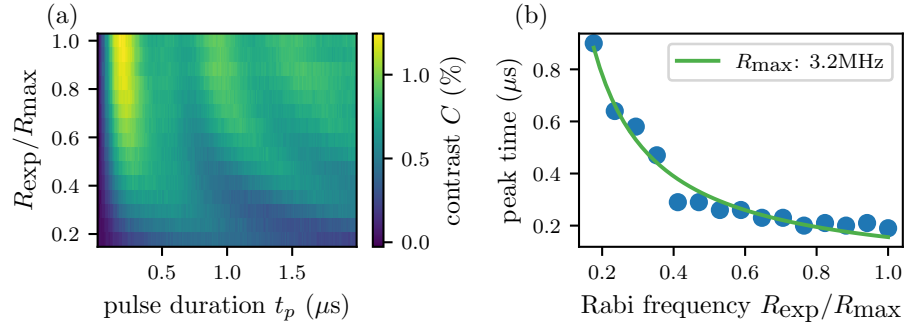 (a)
1.0
0.8
0.6
0.4
0.2
R_exp/R_max
0.5
1.0
1.5
pulse duration t_p (μs)
1.0
0.5
0.0
contrast C (%)
(b)
R_max: 3.2MHz
0.8
0.6
0.4
0.2
peak time (μs)
0.2
0.4
0.6
0.8
1.0
Rabi frequency R_exp/R_max